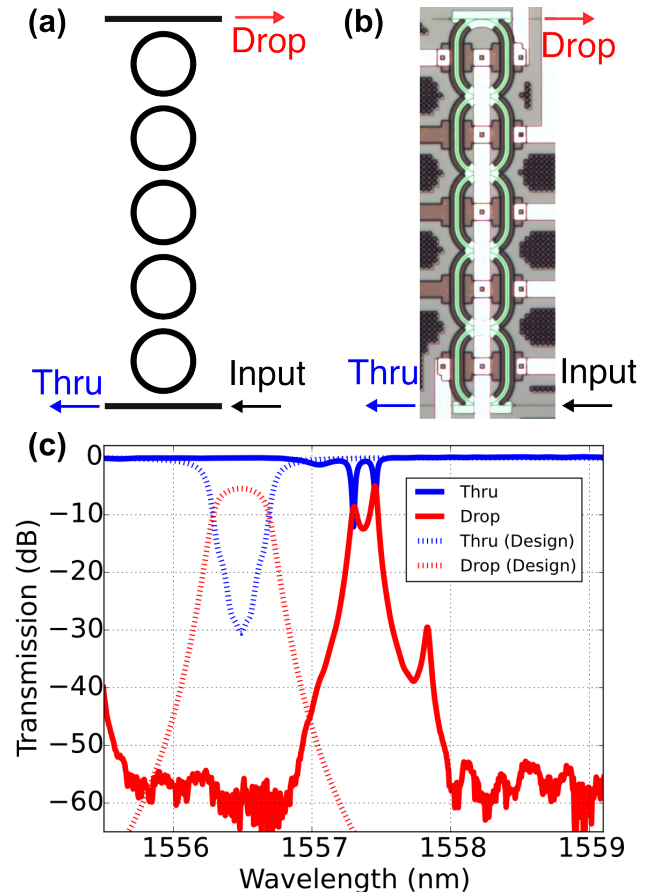 (a)
Drop
Thru
Input
(b)
Drop
Thru
Input
(c)
0
−10
−20
−30
−40
−50
−60
Transmission (dB)
Thru
Drop
Thru (Design)
Drop (Design)
1556
1557
1558
1559
Wavelength (nm)